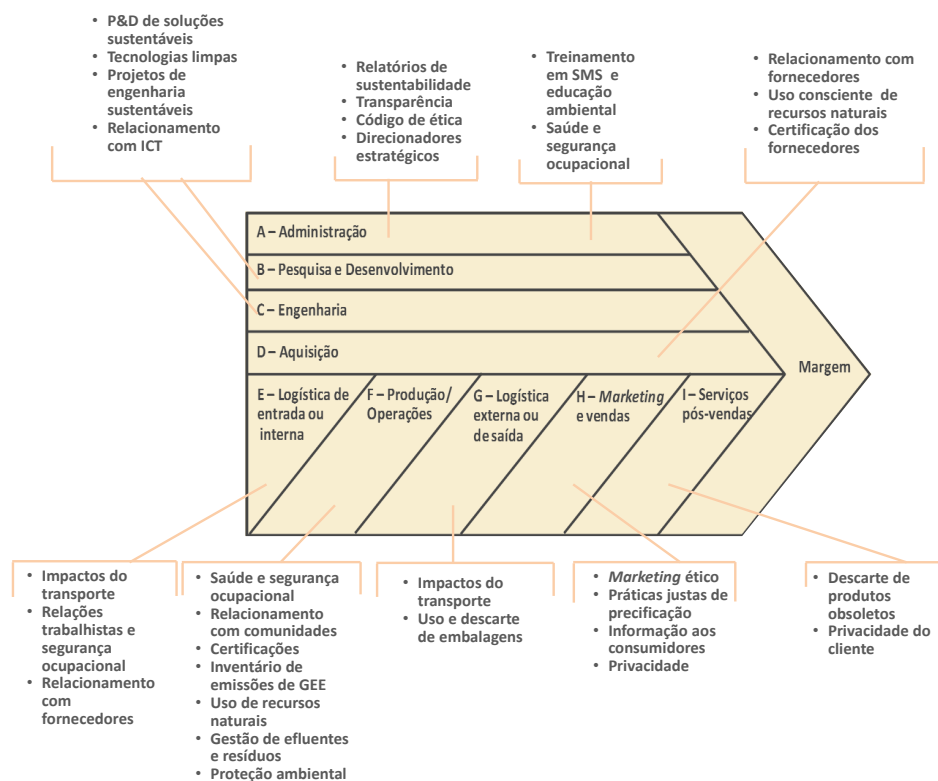 • P&D de soluções
sustentáveis
• Tecnologias limpas
• Projetos de
engenharia
sustentáveis
• Relacionamento
com ICT
• Relatórios de
sustentabilidade
• Transparência
• Código de ética
• Direcionadores
estratégicos
• Treinamento
em SMS e
educação
ambiental
• Saúde e
segurança
ocupacional
• Relacionamento com
fornecedores
• Uso consciente de
recursos naturais
• Certificação dos
fornecedores
A – Administração
B – Pesquisa e Desenvolvimento
C – Engenharia
D – Aquisição
Margem
E – Logística de
entrada ou
interna
F – Produção/
Operações
G – Logística
externa ou
de saída
H – Marketing
e vendas
I – Serviços
pós-vendas
• Impactos do
transporte
• Relações
trabalhistas e
segurança
ocupacional
• Relacionamento
com
fornecedores
• Saúde e segurança
ocupacional
• Relacionamento
com comunidades
• Certificações
• Inventário de
emissões de GEE
• Uso de recursos
naturais
• Gestão de efluentes
e resíduos
• Proteção ambiental
• Impactos do
transporte
• Uso e descarte
de embalagens
• Marketing ético
• Práticas justas de
precificação
• Informação aos
consumidores
• Privacidade
• Descarte de
produtos
obsoletos
• Privacidade do
cliente